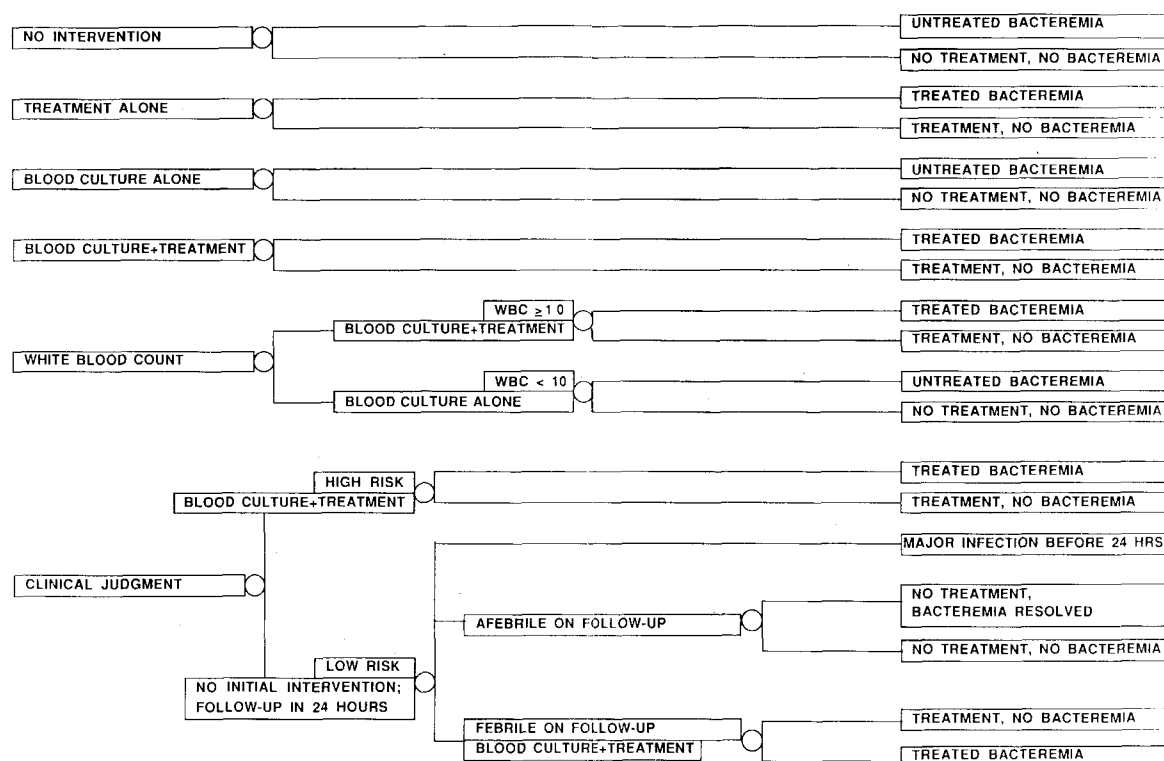 NO INTERVENTION
UNTREATED BACTEREMIA
NO TREATMENT, NO BACTEREMIA
TREATMENT ALONE
TREATED BACTEREMIA
TREATMENT, NO BACTEREMIA
BLOOD CULTURE ALONE
UNTREATED BACTEREMIA
NO TREATMENT, NO BACTEREMIA
BLOOD CULTURE+TREATMENT
TREATED BACTEREMIA
TREATMENT, NO BACTEREMIA
WHITE BLOOD COUNT
WBC ≥10
BLOOD CULTURE+TREATMENT
TREATED BACTEREMIA
TREATMENT, NO BACTEREMIA
WBC < 10
BLOOD CULTURE ALONE
UNTREATED BACTEREMIA
NO TREATMENT, NO BACTEREMIA
CLINICAL JUDGMENT
HIGH RISK
BLOOD CULTURE+TREATMENT
TREATED BACTEREMIA
TREATMENT, NO BACTEREMIA
LOW RISK
NO INITIAL INTERVENTION;
FOLLOW-UP IN 24 HOURS
MAJOR INFECTION BEFORE 24 HRS
AFEBRILE ON FOLLOW-UP
NO TREATMENT,
BACTEREMIA RESOLVED
NO TREATMENT, NO BACTEREMIA
FEBRILE ON FOLLOW-UP
BLOOD CULTURE+TREATMENT
TREATMENT, NO BACTEREMIA
TREATED BACTEREMIA